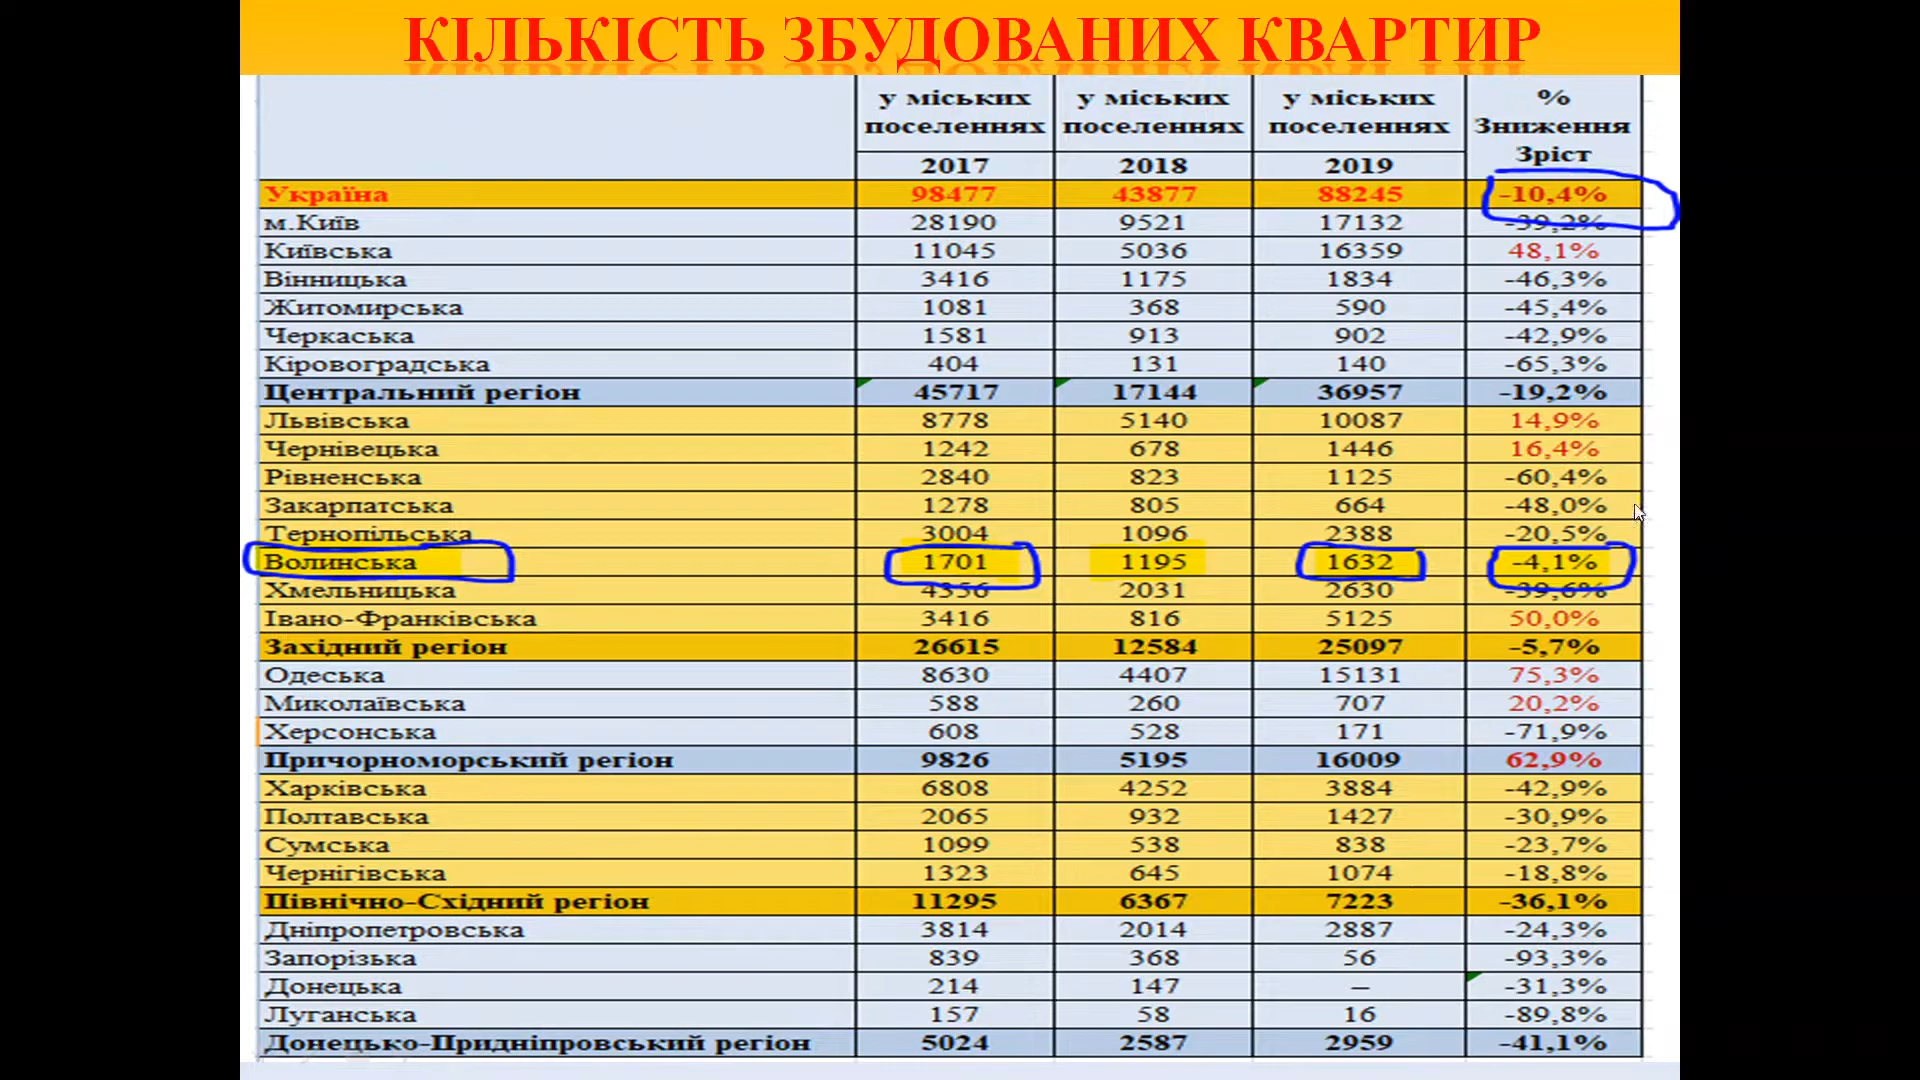 КІЛЬКІСТЬ ЗБУДОВАНИХ КВАРТИР
у міських поселеннях у міських поселеннях у міських поселеннях % Зниження Зріст
2017 2018 2019
Україна 98477 43877 88245 -10,4%
м.Київ 28190 9521 17132 -39,2%
Київська 11045 5036 16359 48,1%
Вінницька 3416 1175 1834 -46,3%
Житомирська 1081 368 590 -45,4%
Черкаська 1581 913 902 -42,9%
Кіровоградська 404 131 140 -65,3%
Центральний регіон 45717 17144 36957 -19,2%
Львівська 8778 5140 10087 14,9%
Чернівецька 1242 678 1446 16,4%
Рівненська 2840 823 1125 -60,4%
Закарпатська 1278 805 664 -48,0%
Тернопільська 3004 1096 2388 -20,5%
Волинська 1701 1195 1632 -4,1%
Хмельницька 4356 2031 2630 -39,6%
Івано-Франківська 3416 816 5125 50,0%
Західний регіон 26615 12584 25097 -5,7%
Одеська 8630 4407 15131 75,3%
Миколаївська 588 260 707 20,2%
Херсонська 608 528 171 -71,9%
Причорноморський регіон 9826 5195 16009 62,9%
Харківська 6808 4252 3884 -42,9%
Полтавська 2065 932 1427 -30,9%
Сумська 1099 538 838 -23,7%
Чернігівська 1323 645 1074 -18,8%
Північно-Східний регіон 11295 6367 7223 -36,1%
Дніпропетровська 3814 2014 2887 -24,3%
Запорізька 839 368 56 -93,3%
Донецька 214 147 – -31,3%
Луганська 157 58 16 -89,8%
Донецько-Придніпровський регіон 5024 2587 2959 -41,1%